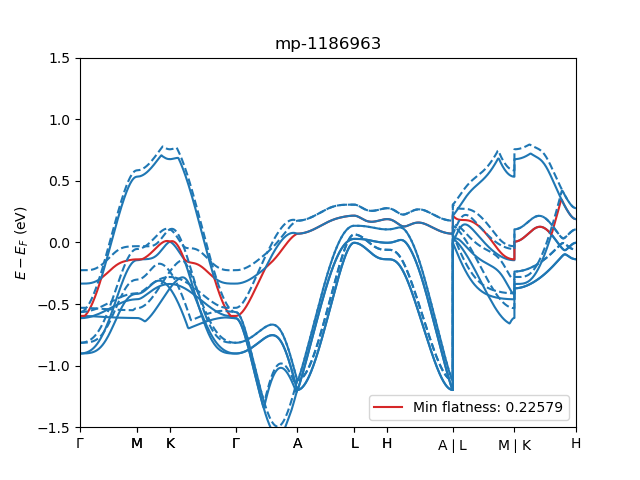 mp-1186963
1.5
1.0
0.5
0.0
−0.5
−1.0
−1.5
E − E_F (eV)
Min flatness: 0.22579
Γ M K Γ A L H A | L M | K H